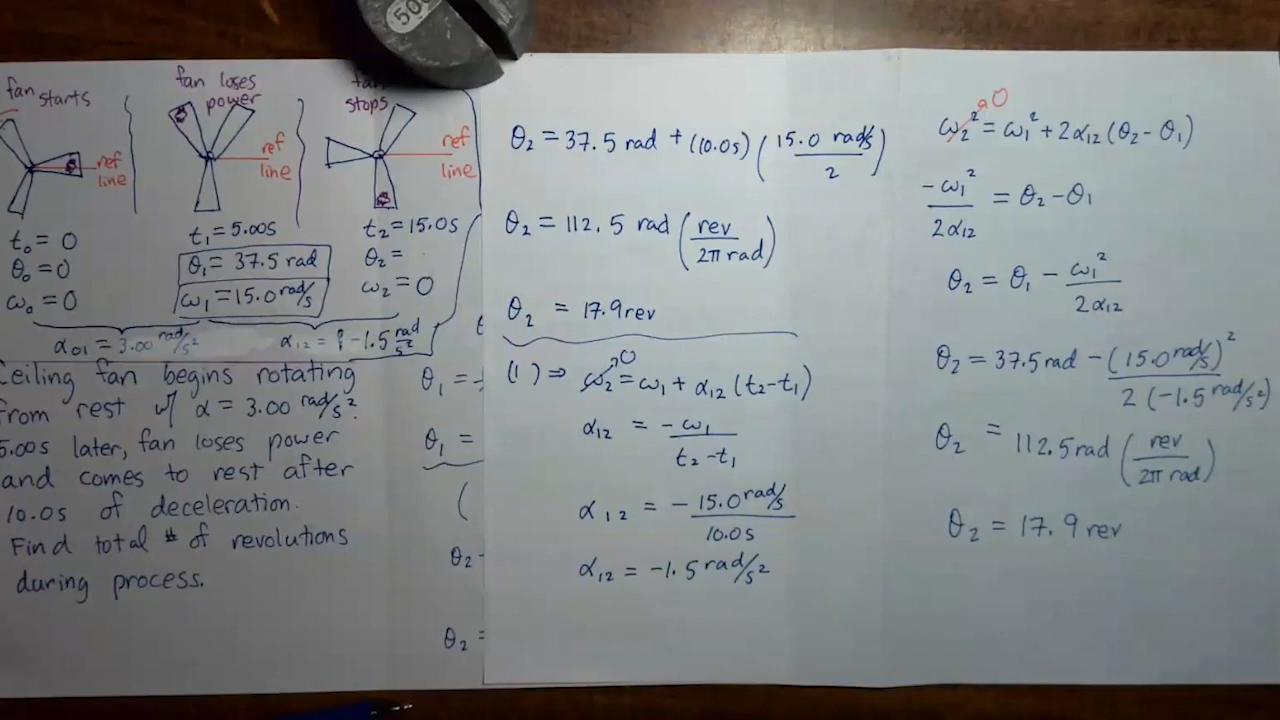 500
fan starts
ref
line
t₀ = 0
θ₀ = 0
ω₀ = 0
fan loses
power
ref
line
t₁ = 5.00s
θ₁ = 37.5 rad
ω₁ = 15.0 rad/s
fan
stops
ref
line
t₂ = 15.0s
θ₂ =
ω₂ = 0
α₀₁ = 3.00 rad/s²
α₁₂ = ? -1.5 rad/s²
Ceiling fan begins rotating
from rest w/ α = 3.00 rad/s².
5.00s later, fan loses power
and comes to rest after
10.0s of deceleration.
Find total # of revolutions
during process.
θ₁ =
θ₁ =
(
θ₂
θ₂ =
θ₂ = 37.5 rad + (10.0s) (15.0 rad/s / 2)
θ₂ = 112.5 rad (rev / 2π rad)
θ₂ = 17.9 rev
(1) ⇒ ω₂ = ω₁ + α₁₂ (t₂-t₁)
0
α₁₂ = -ω₁ / t₂-t₁
α₁₂ = - 15.0 rad/s / 10.0s
α₁₂ = -1.5 rad/s²
0
ω₂² = ω₁² + 2α₁₂ (θ₂ - θ₁)
-ω₁² / 2α₁₂ = θ₂ - θ₁
θ₂ = θ₁ - ω₁² / 2α₁₂
θ₂ = 37.5 rad - (15.0 rad/s)² / 2 (-1.5 rad/s²)
θ₂ = 112.5 rad (rev / 2π rad)
θ₂ = 17.9 rev